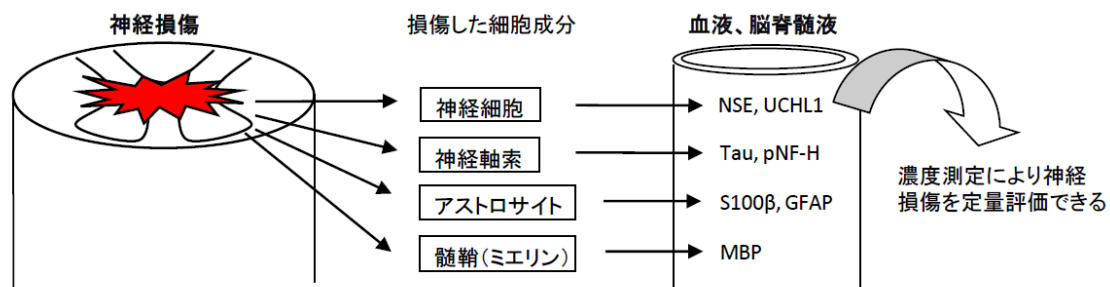 神経損傷
損傷した細胞成分
血液、脳脊髄液
神経細胞
NSE, UCHL1
神経軸索
Tau, pNF-H
アストロサイト
S100β, GFAP
髄鞘(ミエリン)
MBP
濃度測定により神経
損傷を定量評価できる